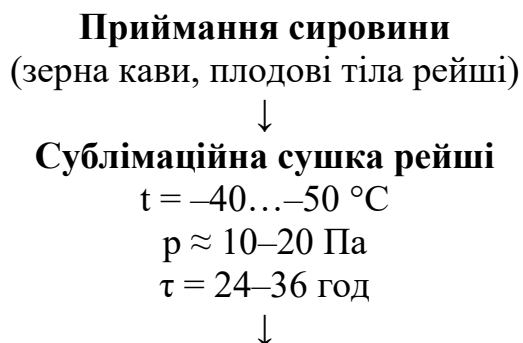 Приймання сировини
(зерна кави, плодові тіла рейші)
↓
Сублімаційна сушка рейші
t = –40…–50 °C
p ≈ 10–20 Па
τ = 24–36 год
↓